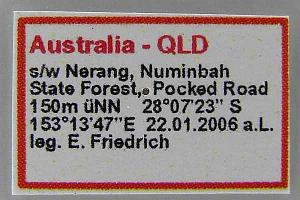 Australia - QLD
s/w Nerang, Numinbah
State Forest, Pocked Road
150m üNN 28°07'23" S
153°13'47"E 22.01.2006 a.L.
leg. E. Friedrich